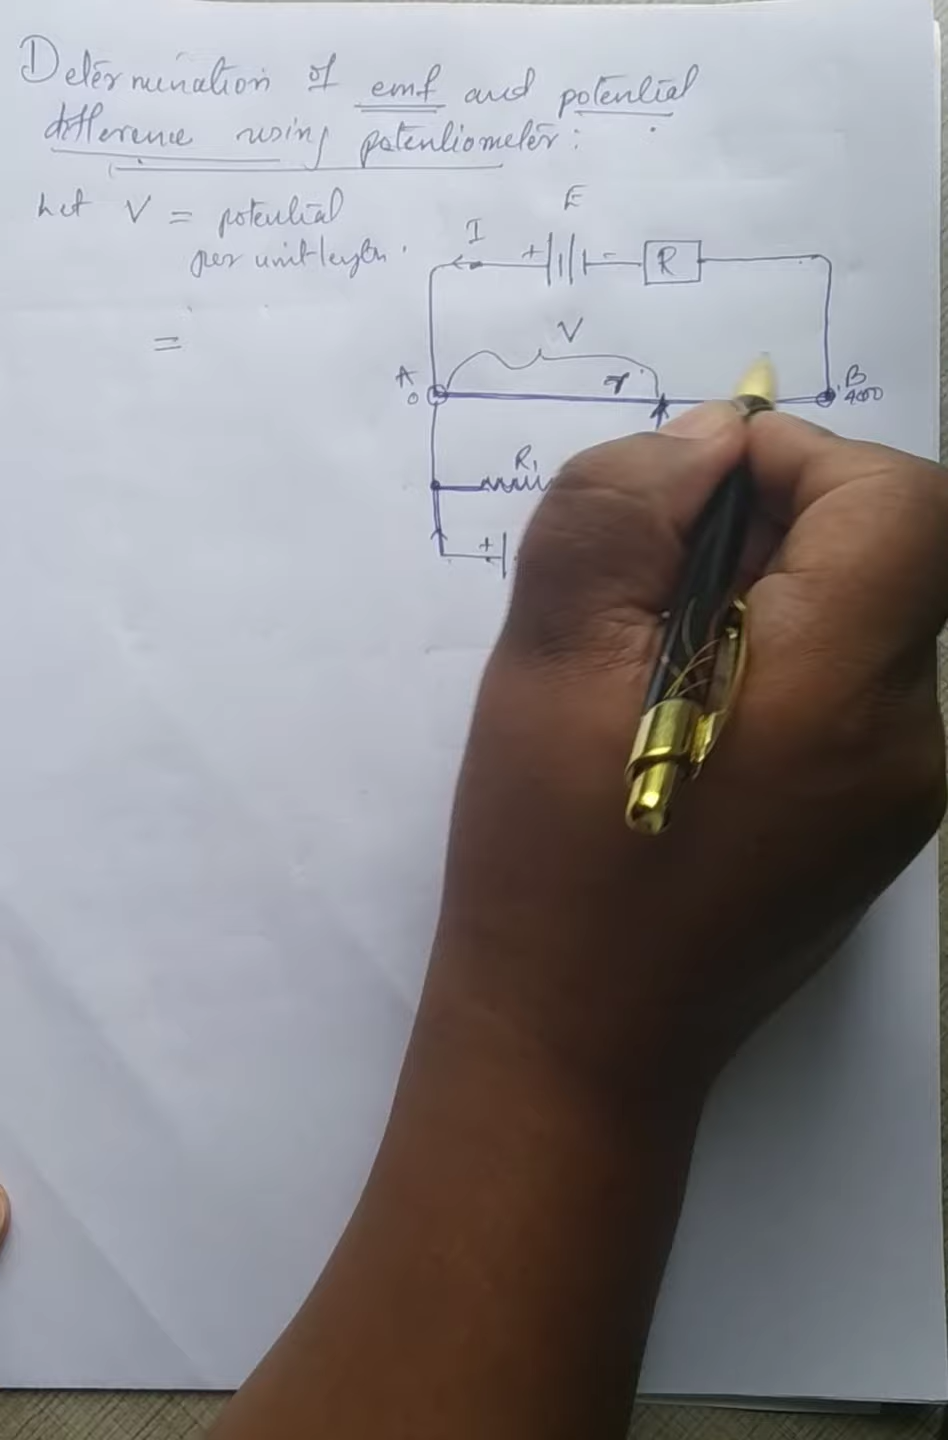 Determination of emf and potential
difference using potentiometer:
Let V = potential
per unit length.
=
E
I
+ -
R
V
A
0
r
B
400
R₁
+